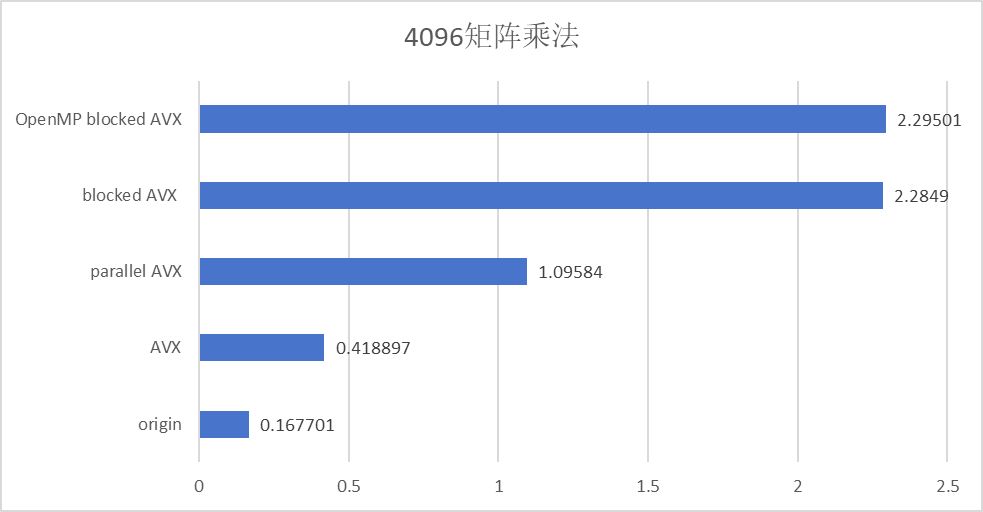 4096矩阵乘法
OpenMP blocked AVX 2.29501
blocked AVX 2.2849
parallel AVX 1.09584
AVX 0.418897
origin 0.167701
0 0.5 1 1.5 2 2.5